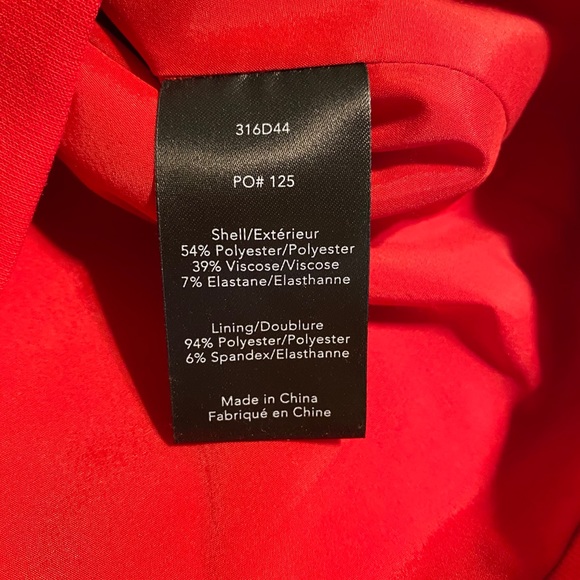 316D44
PO# 125
Shell/Extérieur
54% Polyester/Polyester
39% Viscose/Viscose
7% Elastane/Elasthanne
Lining/Doublure
94% Polyester/Polyester
6% Spandex/Elasthanne
Made in China
Fabriqué en Chine